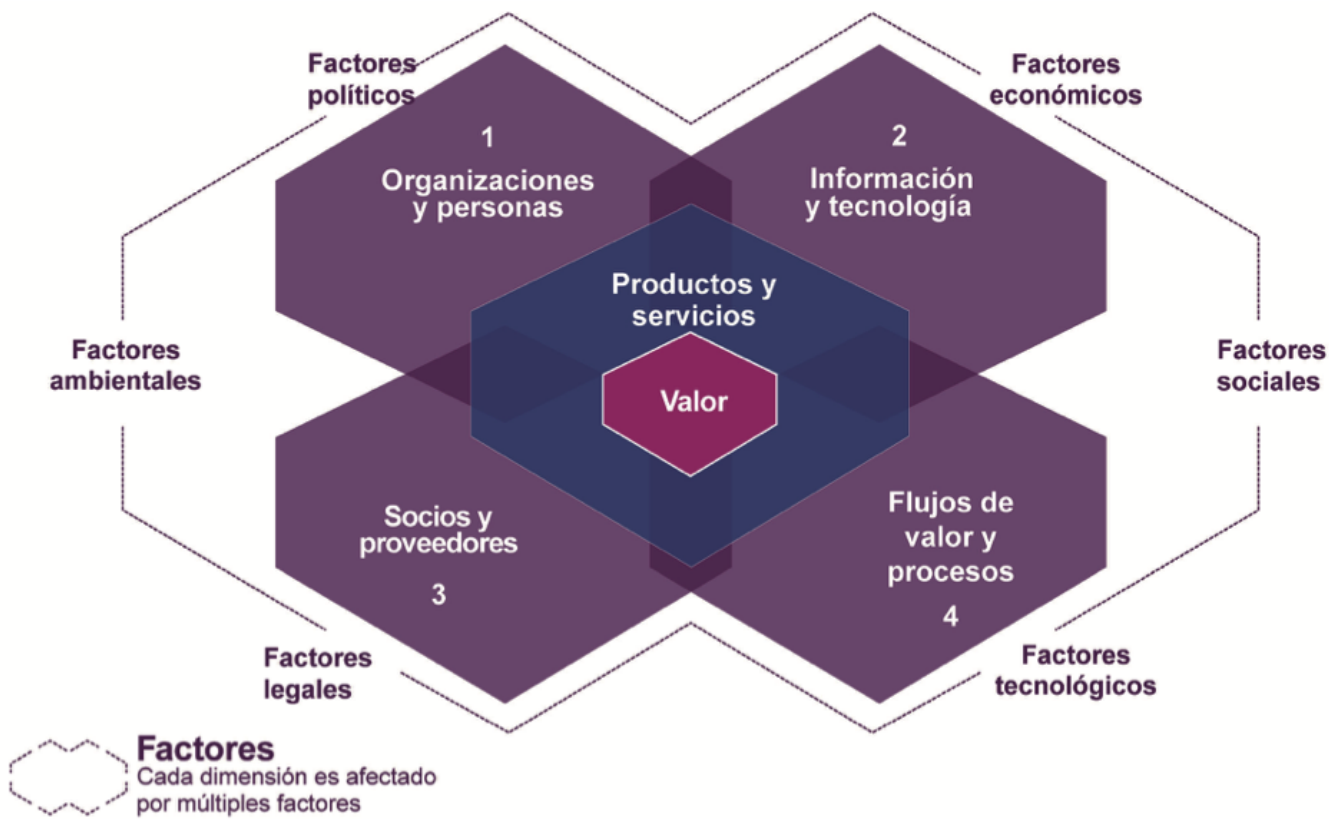 Factores
políticos
Factores
económicos
1
Organizaciones
y personas
2
Información
y tecnología
Productos y
servicios
Factores
ambientales
Valor
Factores
sociales
Socios y
proveedores
3
Flujos de
valor y
procesos
4
Factores
legales
Factores
tecnológicos
Factores
Cada dimensión es afectado
por múltiples factores